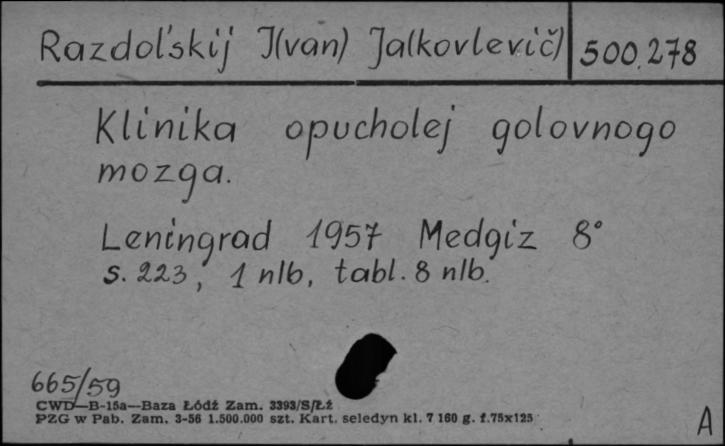 Razdol'skij I(van) Ja(kovlevič) 500.278
Klinika opucholej golovnogo
mozga.
Leningrad 1957 Medgiz 8°
s. 223, 1 nlb, tabl. 8 nlb.
665/59
CWD—B-15a—Baza Łódź Zam. 3393/S/Łż
PZG w Pab. Zam. 3-56 1.500.000 szt. Kart. seledyn kl. 7 160 g. f.75x125
A